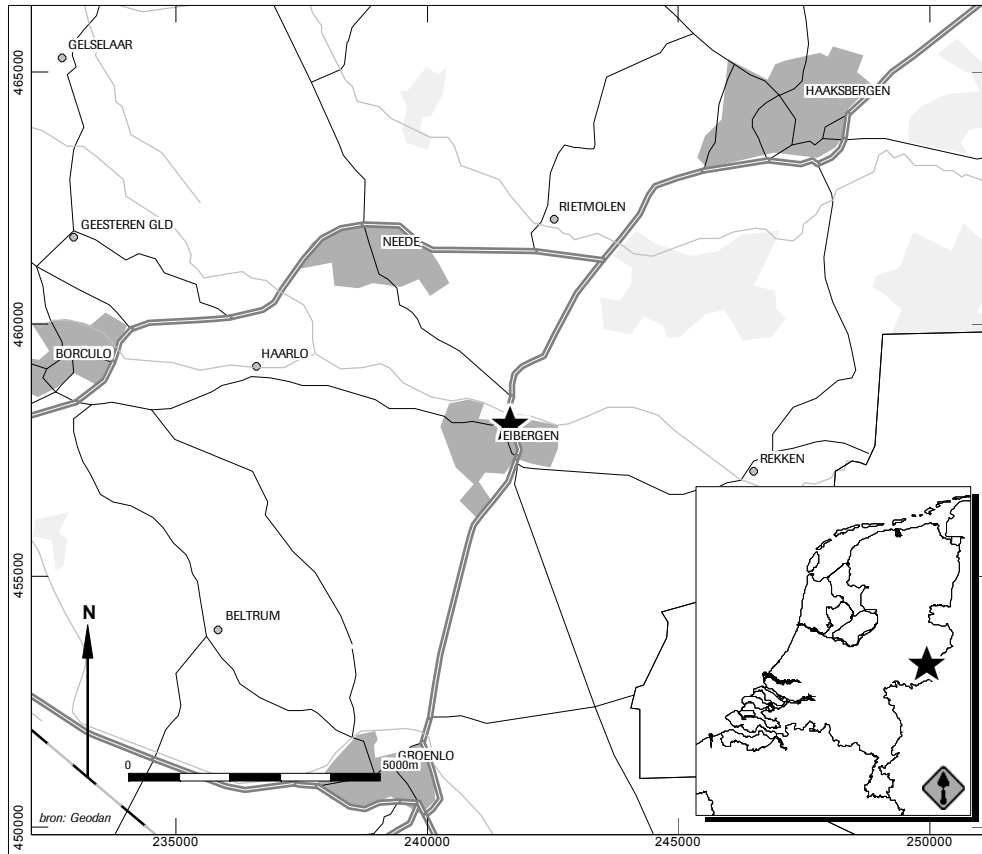 GELSELAAR
465000
HAAKSBERGEN
RIETMOLEN
GEESTEREN GLD
NEEDE
460000
BORCULO
HAARLO
EIBERGEN
REKKEN
455000
N
BELTRUM
GROENLO
0
5000m
450000
bron: Geodan
235000
240000
245000
250000